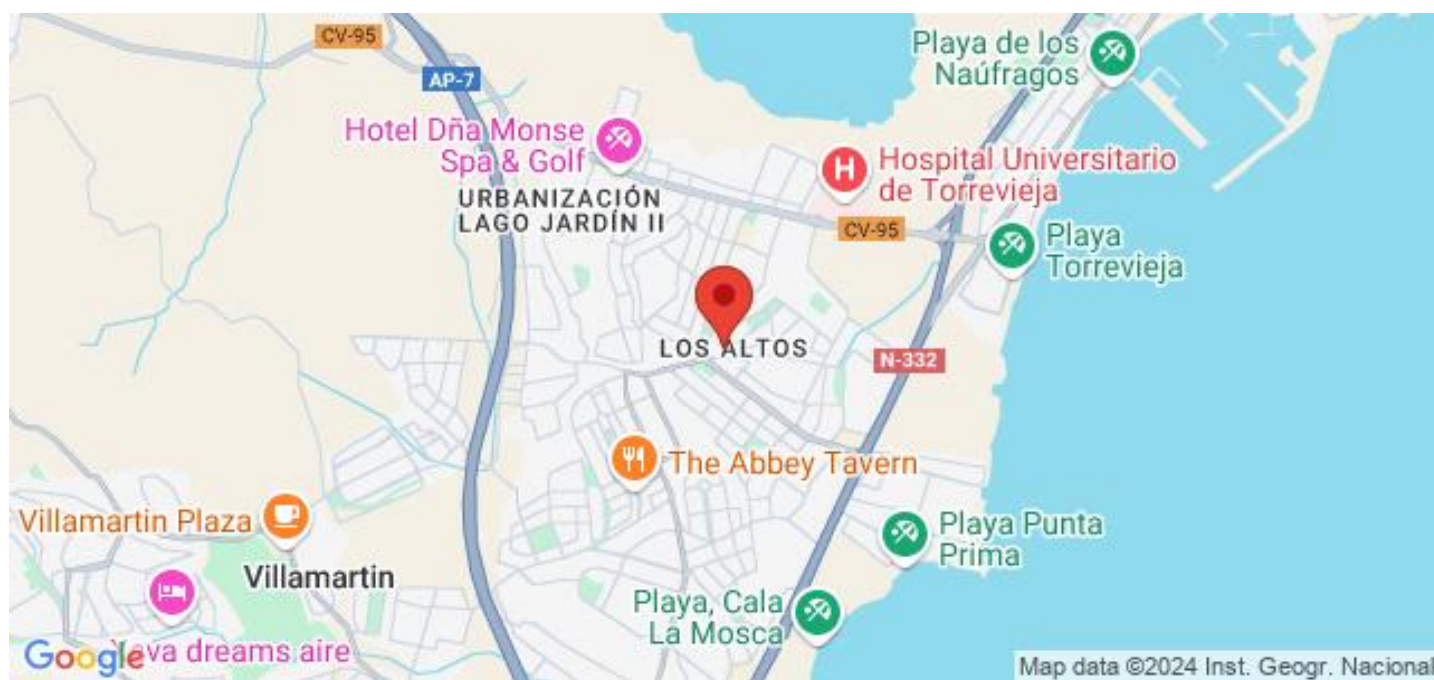 CV-95
Playa de los
Naúfragos
AP-7
Hotel Dña Monse
Spa & Golf
Hospital Universitario
de Torrevieja
URBANIZACIÓN
LAGO JARDÍN II
CV-95
Playa
Torrevieja
LOS ALTOS
N-332
The Abbey Tavern
Villamartin Plaza
Playa Punta
Prima
Villamartin
Playa, Cala
La Mosca
Google
dreams aire
Map data ©2024 Inst. Geogr. Nacional